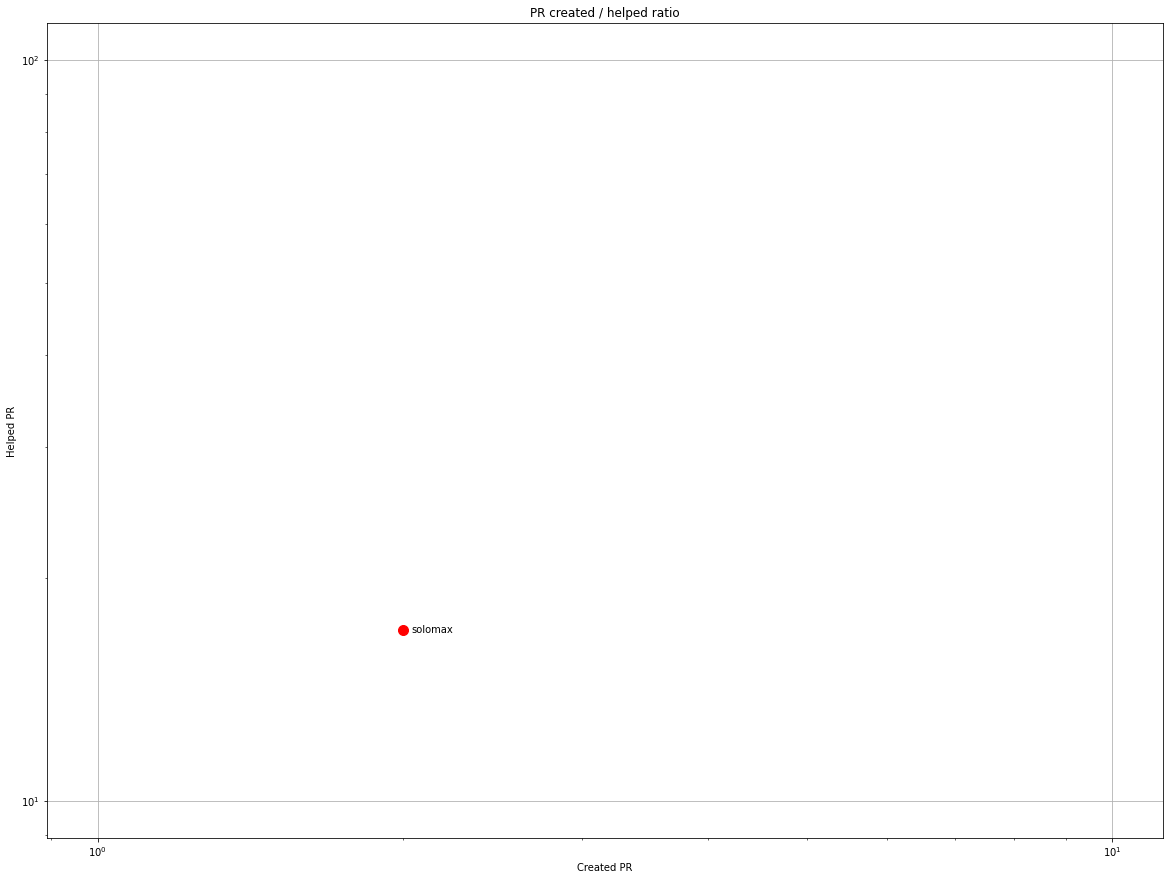 PR created / helped ratio
10²
Helped PR
solomax
10¹
10⁰
10¹
Created PR